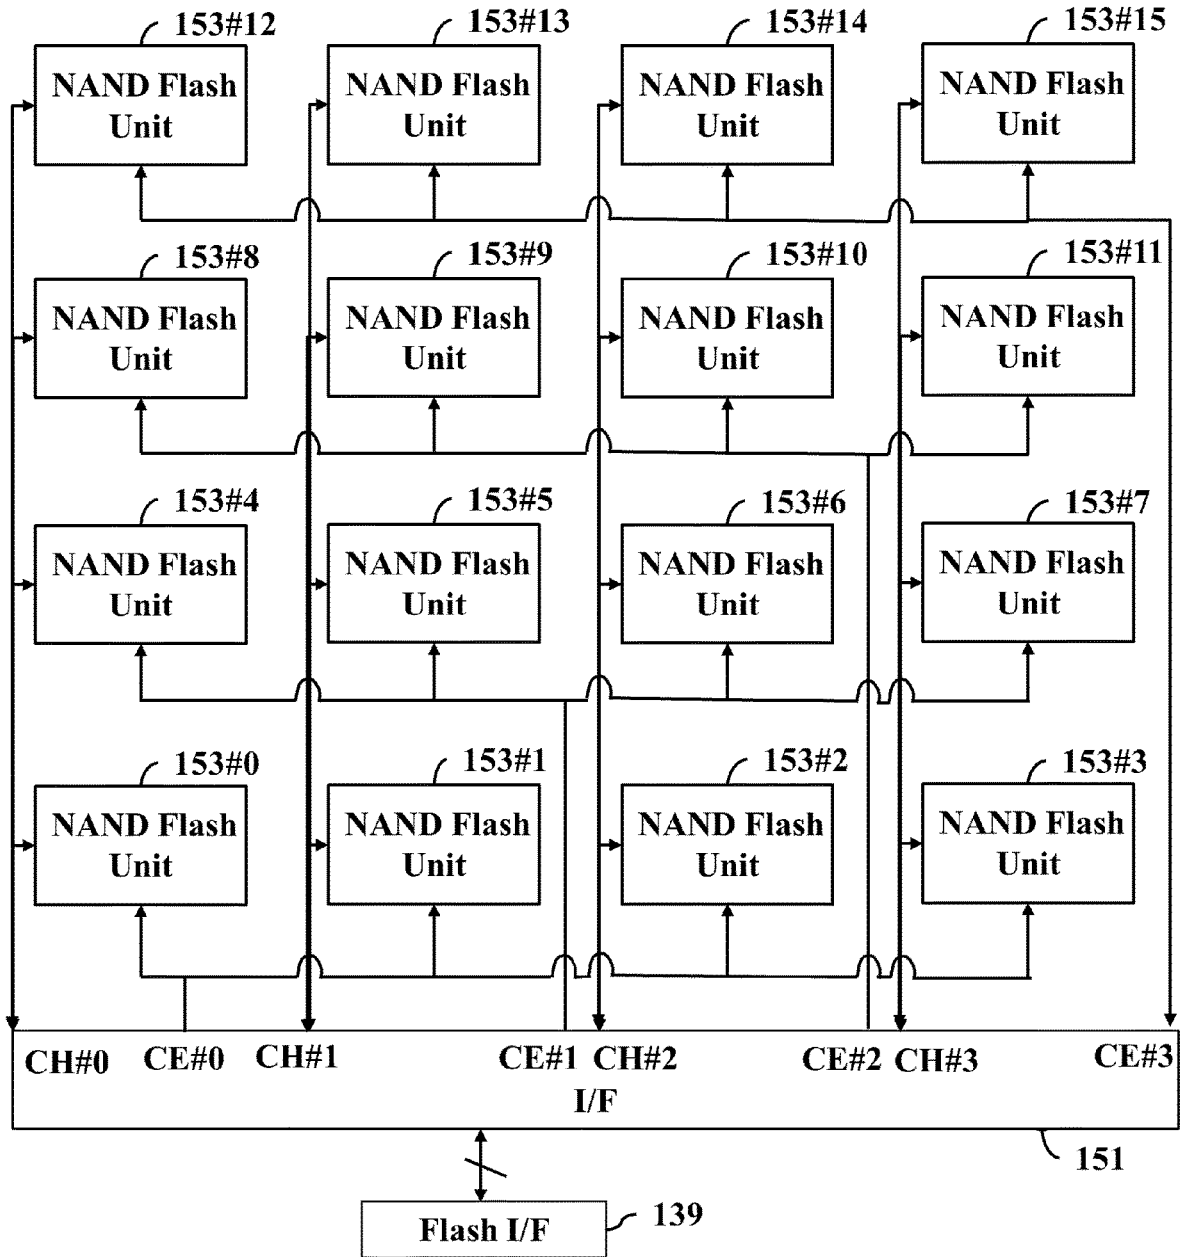 153#12 153#13 153#14 153#15
NAND Flash NAND Flash NAND Flash NAND Flash
Unit Unit Unit Unit
153#8 153#9 153#10 153#11
NAND Flash NAND Flash NAND Flash NAND Flash
Unit Unit Unit Unit
153#4 153#5 153#6 153#7
NAND Flash NAND Flash NAND Flash NAND Flash
Unit Unit Unit Unit
153#0 153#1 153#2 153#3
NAND Flash NAND Flash NAND Flash NAND Flash
Unit Unit Unit Unit
CH#0 CE#0 CH#1 CE#1 CH#2 CE#2 CH#3 CE#3
I/F
151
Flash I/F 139